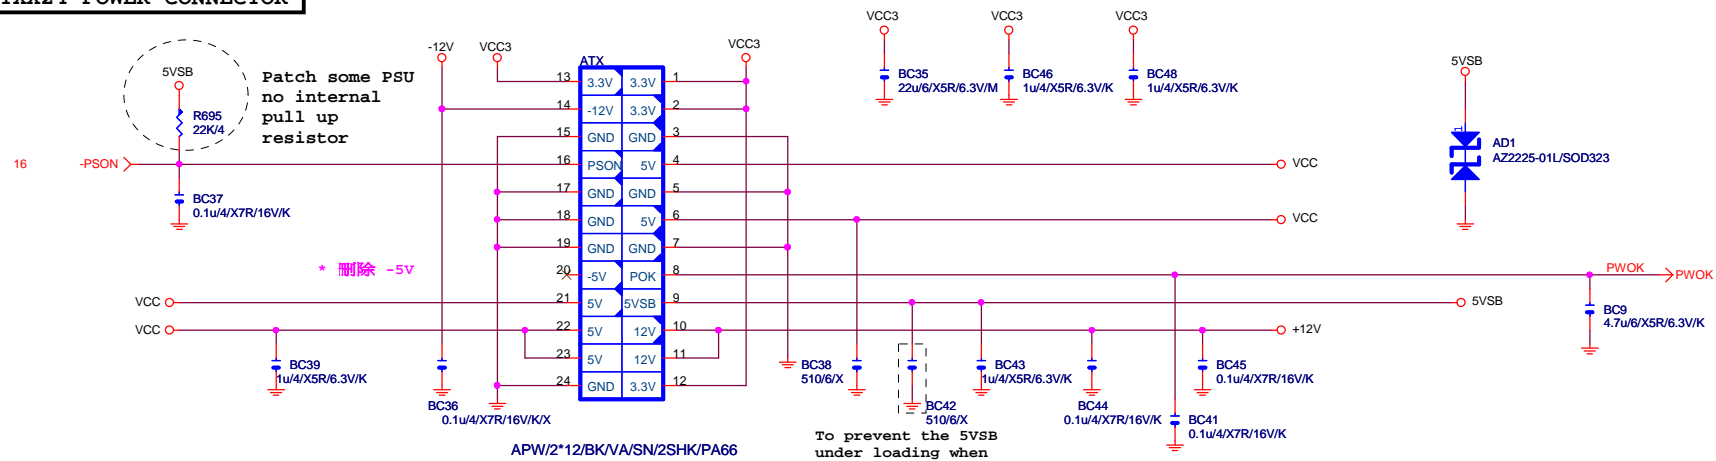 POWER CONNECTOR
5VSB
R695
22K/4
Patch some PSU
no internal
pull up
resistor
16
-PSON
BC37
0.1u/4/X7R/16V/K
* 删除 -5V
VCC
VCC
BC39
1u/4/X5R/6.3V/K
-12V
VCC3
BC36
0.1u/4/X7R/16V/K/X
ATX
VCC3
13 3.3V 3.3V 1
14 -12V 3.3V 2
15 GND GND 3
16 PSON 5V 4
17 GND GND 5
18 GND 5V 6
19 GND GND 7
20 -5V POK 8
21 5V 5VSB 9
22 5V 12V 10
23 5V 12V 11
24 GND 3.3V 12
APW/2*12/BK/VA/SN/2SHK/PA66
VCC3
BC35
22u/6/X5R/6.3V/M
VCC3
BC46
1u/4/X5R/6.3V/K
VCC3
BC48
1u/4/X5R/6.3V/K
VCC
VCC
5VSB
AD1
AZ2225-01L/SOD323
1
PWOK
PWOK
5VSB
+12V
BC9
4.7u/6/X5R/6.3V/K
BC38
510/6/X
BC42
510/6/X
BC43
1u/4/X5R/6.3V/K
BC44
0.1u/4/X7R/16V/K
BC45
0.1u/4/X7R/16V/K
BC41
0.1u/4/X7R/16V/K
To prevent the 5VSB
under loading when